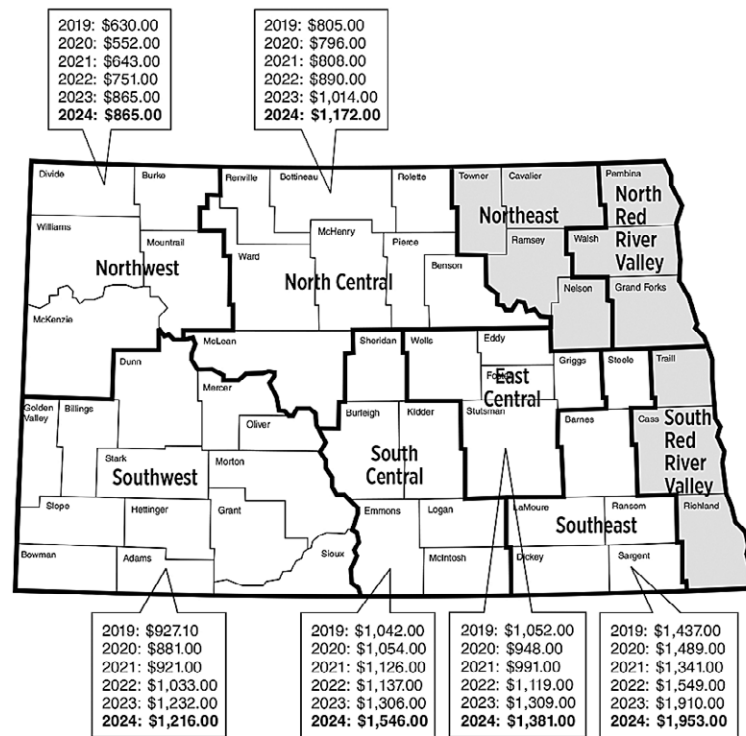 2019: $630.00
2020: $552.00
2021: $643.00
2022: $751.00
2023: $865.00
2024: $865.00
2019: $805.00
2020: $796.00
2021: $808.00
2022: $890.00
2023: $1,014.00
2024: $1,172.00
Divide
Burke
Renville
Bottineau
Rolette
Towner
Cavalier
Pembina
North
Red
River
Valley
Northeast
Williams
Mountrail
Northwest
Ward
McHenry
Pierce
North Central
Benson
Ramsey
Walsh
Nelson
Grand Forks
McKenzie
McLean
Sheridan
Wells
Eddy
Foster
East
Central
Griggs
Steele
Traill
Dunn
Mercer
Oliver
Golden
Valley
Billings
Burleigh
Kidder
Stutsman
Barnes
Cass
South
Red
River
Valley
Stark
Southwest
Morton
South
Central
Slope
Hettinger
Grant
Emmons
Logan
LaMoure
Ransom
Richland
Southeast
Bowman
Adams
Sioux
McIntosh
Dickey
Sargent
2019: $927.10
2020: $881.00
2021: $921.00
2022: $1,033.00
2023: $1,232.00
2024: $1,216.00
2019: $1,042.00
2020: $1,054.00
2021: $1,126.00
2022: $1,137.00
2023: $1,306.00
2024: $1,546.00
2019: $1,052.00
2020: $948.00
2021: $991.00
2022: $1,119.00
2023: $1,309.00
2024: $1,381.00
2019: $1,437.00
2020: $1,489.00
2021: $1,341.00
2022: $1,549.00
2023: $1,910.00
2024: $1,953.00